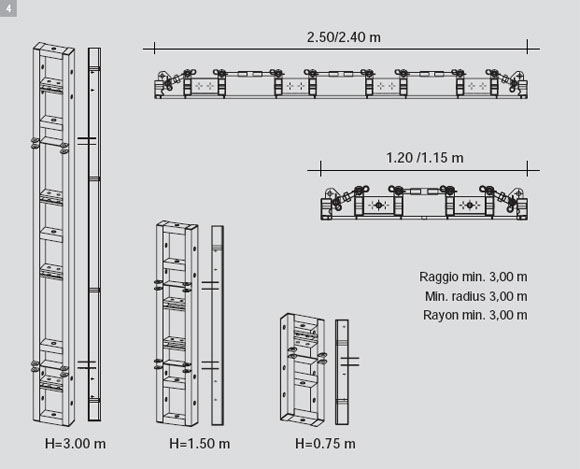 4
2.50/2.40 m
1.20 /1.15 m
Raggio min. 3,00 m
Min. radius 3,00 m
Rayon min. 3,00 m
H=3.00 m
H=1.50 m
H=0.75 m